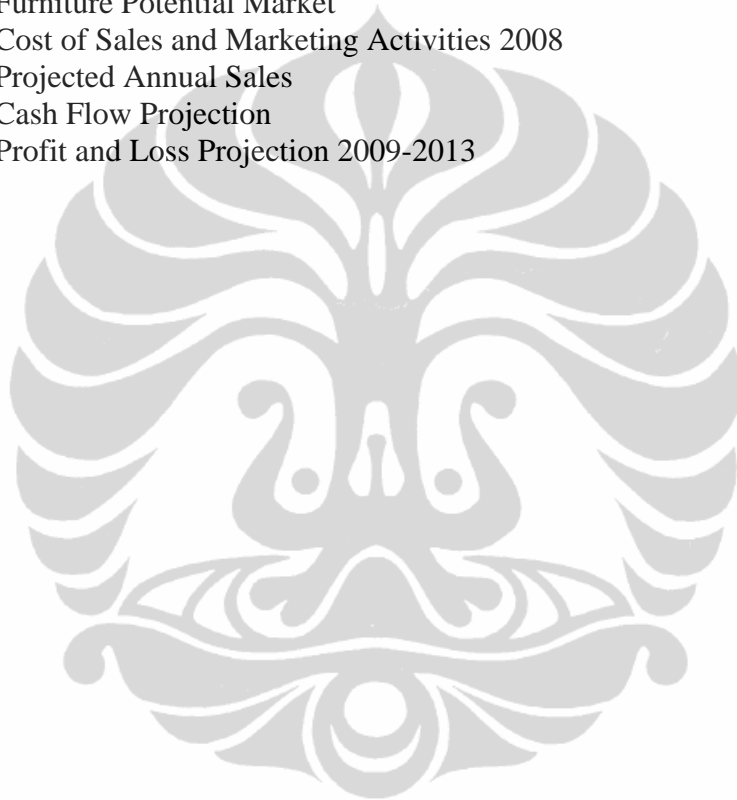 Furniture Potential Market
Cost of Sales and Marketing Activities 2008
Projected Annual Sales
Cash Flow Projection
Profit and Loss Projection 2009-2013